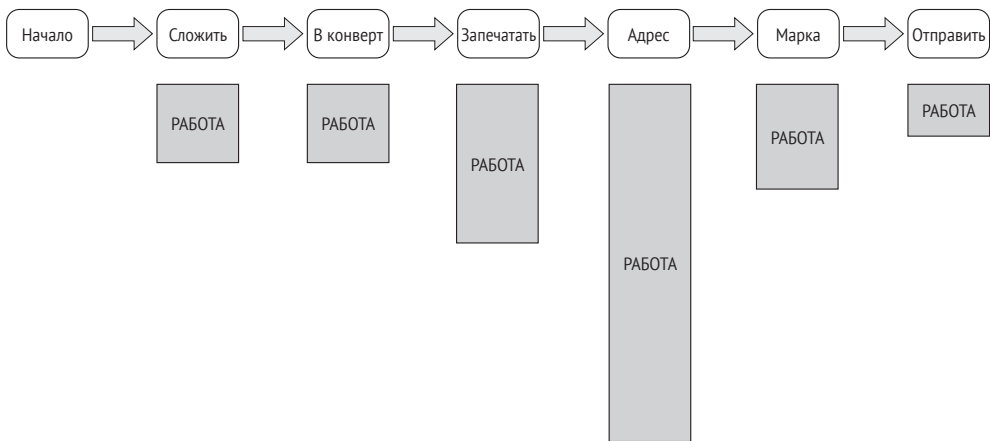 Начало
Сложить
В конверт
Запечатать
Адрес
Марка
Отправить
РАБОТА
РАБОТА
РАБОТА
РАБОТА
РАБОТА
РАБОТА